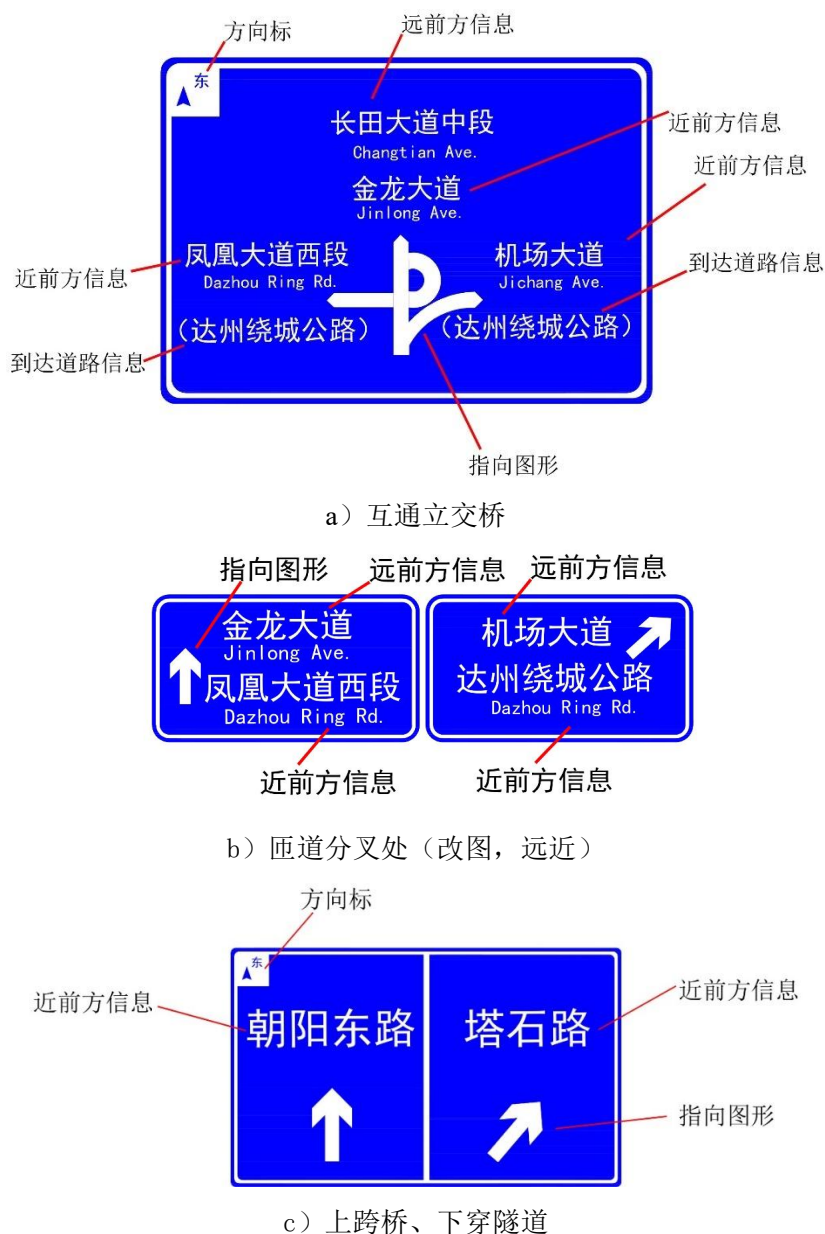 方向标
远前方信息
东
长田大道中段
Changtian Ave.
近前方信息
金龙大道
Jinlong Ave.
近前方信息
凤凰大道西段
Dazhou Ring Rd.
机场大道
Jichang Ave.
近前方信息
到达道路信息
（达州绕城公路）
（达州绕城公路）
到达道路信息
指向图形
a）互通立交桥
指向图形
远前方信息
远前方信息
金龙大道
Jinlong Ave.
凤凰大道西段
Dazhou Ring Rd.
机场大道
达州绕城公路
Dazhou Ring Rd.
近前方信息
近前方信息
b）匝道分叉处（改图，远近）
方向标
东
近前方信息
近前方信息
朝阳东路
塔石路
指向图形
c）上跨桥、下穿隧道